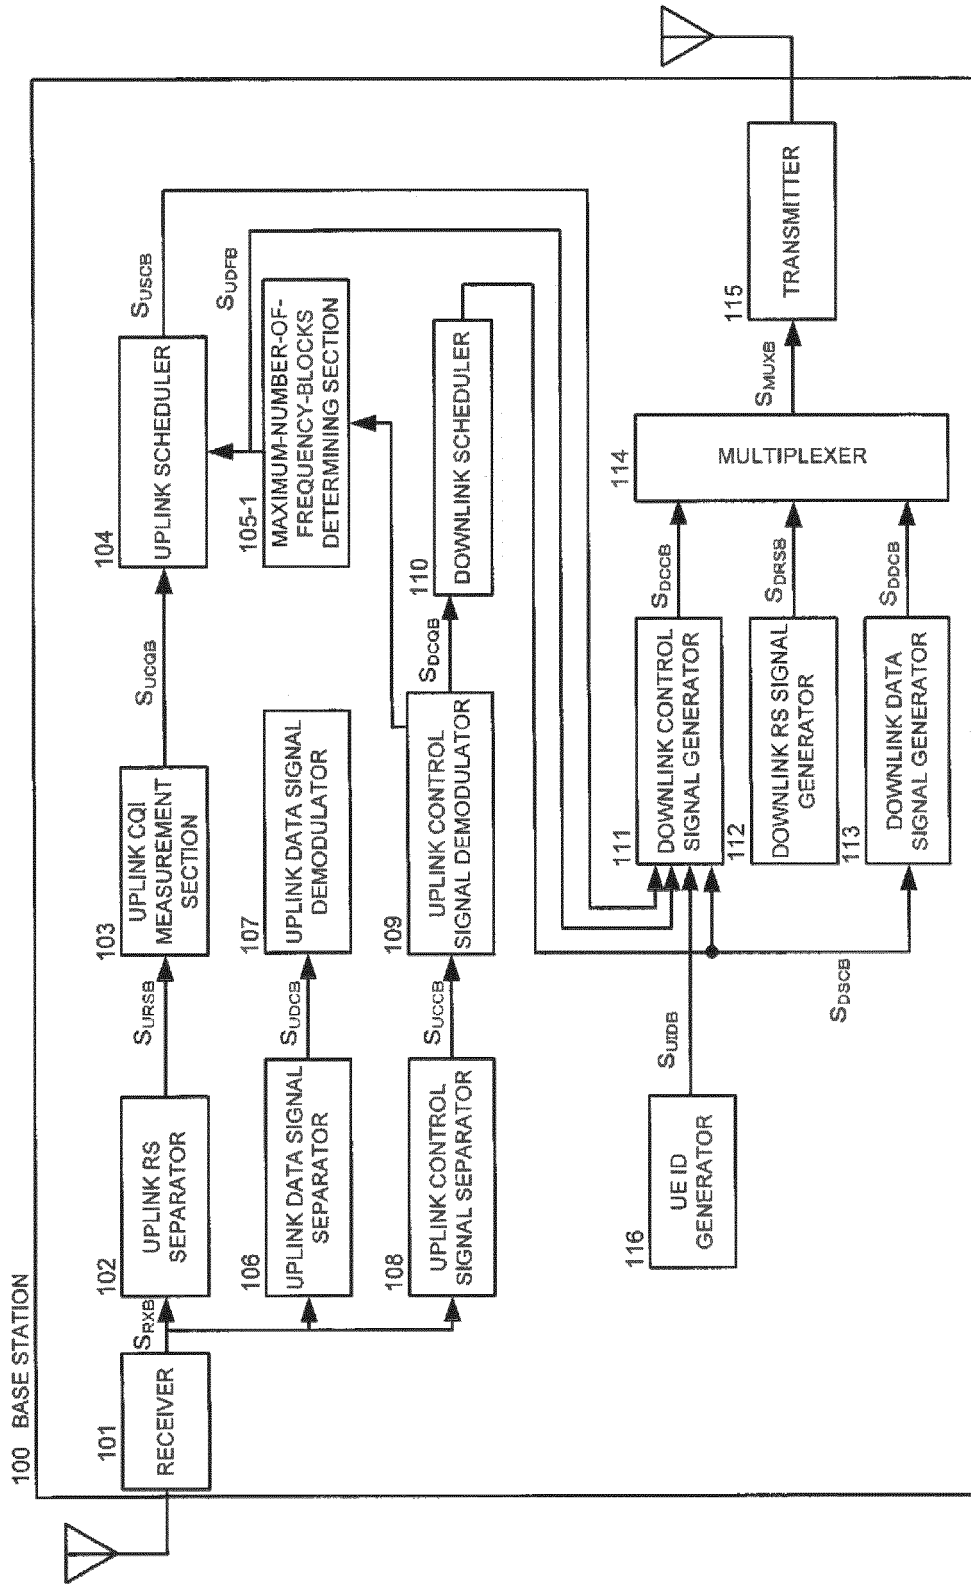 100 BASE STATION
101
RECEIVER
SRXB
102
UPLINK RS
SEPARATOR
SURSB
103
UPLINK CQI
MEASUREMENT
SECTION
SUCQB
104
UPLINK SCHEDULER
SUSCB
106
UPLINK DATA SIGNAL
SEPARATOR
SUDCB
107
UPLINK DATA SIGNAL
DEMODULATOR
105-1
MAXIMUM-NUMBER-OF-
FREQUENCY-BLOCKS
DETERMINING SECTION
SUDFB
108
UPLINK CONTROL
SIGNAL SEPARATOR
SUCCB
109
UPLINK CONTROL
SIGNAL DEMODULATOR
SDCQB
110
DOWNLINK SCHEDULER
116
UE ID
GENERATOR
SUIDB
111
DOWNLINK CONTROL
SIGNAL GENERATOR
SDCCB
112
DOWNLINK RS SIGNAL
GENERATOR
SDRSB
SDSCB
113
DOWNLINK DATA
SIGNAL GENERATOR
SDDCB
114
MULTIPLEXER
SMUXB
115
TRANSMITTER